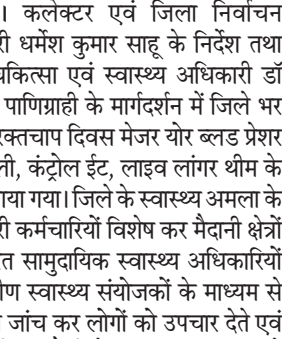 । कलेक्टर एवं जिला निर्वाचन
री धर्मेश कुमार साहू के निर्देश तथा
चिकित्सा एवं स्वास्थ्य अधिकारी डॉ
पाणिग्राही के मार्गदर्शन में जिले भर
रक्तचाप दिवस मेजर योर ब्लड प्रेशर
ली, कंट्रोल ईट, लाइव लांगर थीम के
ाया गया। जिले के स्वास्थ्य अमला के
री कर्मचारियों विशेष कर मैदानी क्षेत्रों
त सामुदायिक स्वास्थ्य अधिकारियों
ीण स्वास्थ्य संयोजकों के माध्यम से
जांच कर लोगों को उपचार देते एवं